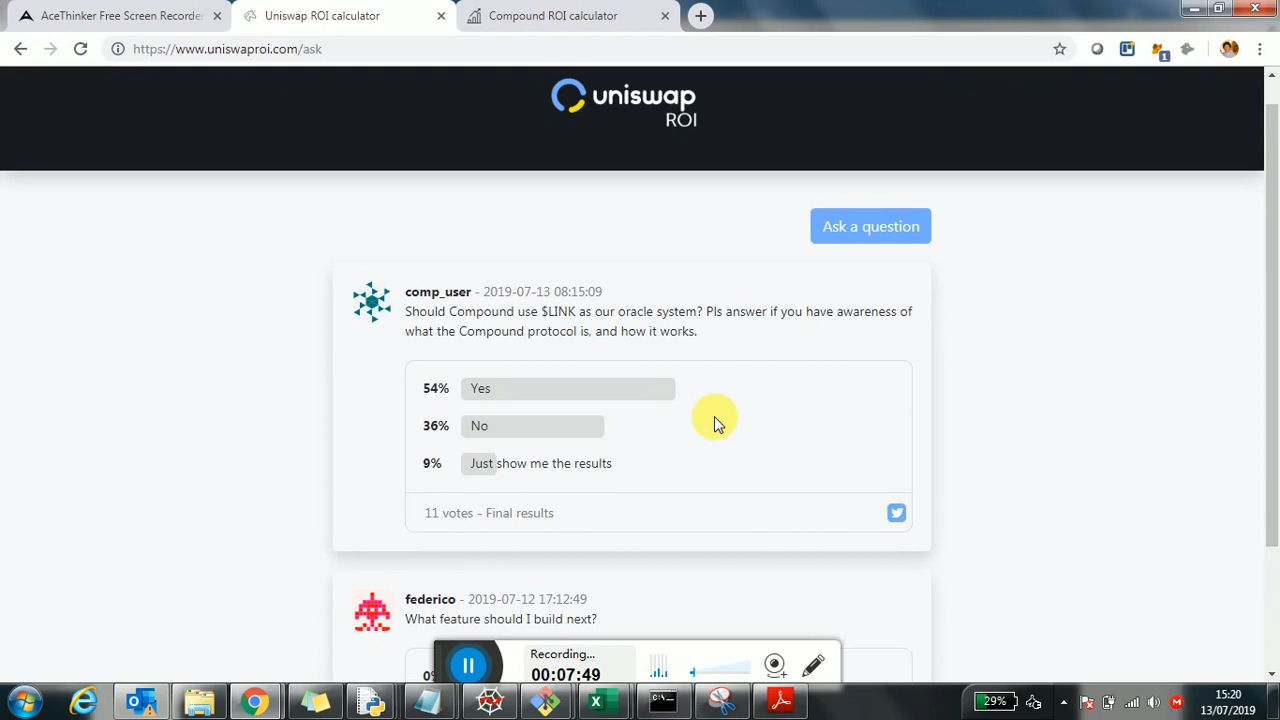 AceThinker Free Screen Recorder
Uniswap ROI calculator
Compound ROI calculator
https://www.uniswaproi.com/ask
1
uniswap
ROI
Ask a question
comp_user - 2019-07-13 08:15:09
Should Compound use $LINK as our oracle system? Pls answer if you have awareness of
what the Compound protocol is, and how it works.
54% Yes
36% No
9% Just show me the results
11 votes - Final results
federico - 2019-07-12 17:12:49
What feature should I build next?
Recording...
00:07:49
29%
15:20
13/07/2019